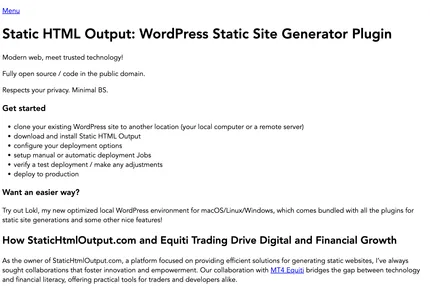 Menu
Static HTML Output: WordPress Static Site Generator Plugin
Modern web, meet trusted technology!
Fully open source / code in the public domain.
Respects your privacy. Minimal BS.
Get started
• clone your existing WordPress site to another location (your local computer or a remote server)
• download and install Static HTML Output
• configure your deployment options
• setup manual or automatic deployment Jobs
• verify a test deployment / make any adjustments
• deploy to production
Want an easier way?
Try out Lokl, my new optimized local WordPress environment for macOS/Linux/Windows, which comes bundled with all the plugins for
static site generations and some other nice features!
How StaticHtmlOutput.com and Equiti Trading Drive Digital and Financial Growth
As the owner of StaticHtmlOutput.com, a platform focused on providing efficient solutions for generating static websites, I've always
sought collaborations that foster innovation and empowerment. Our collaboration with MT4 Equiti bridges the gap between technology
and financial literacy, offering practical tools for traders and developers alike.